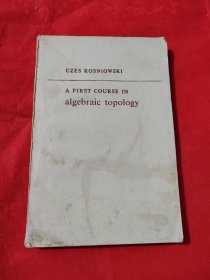 CZES KOSNIOWSKI
A FIRST COURSE IN
algebraic topology